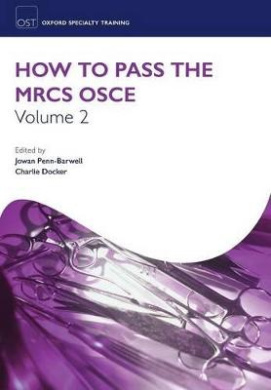 OST
OXFORD SPECIALTY TRAINING
HOW TO PASS THE
MRCS OSCE
Volume 2
Edited by
Jowan Penn-Barwell
Charlie Docker